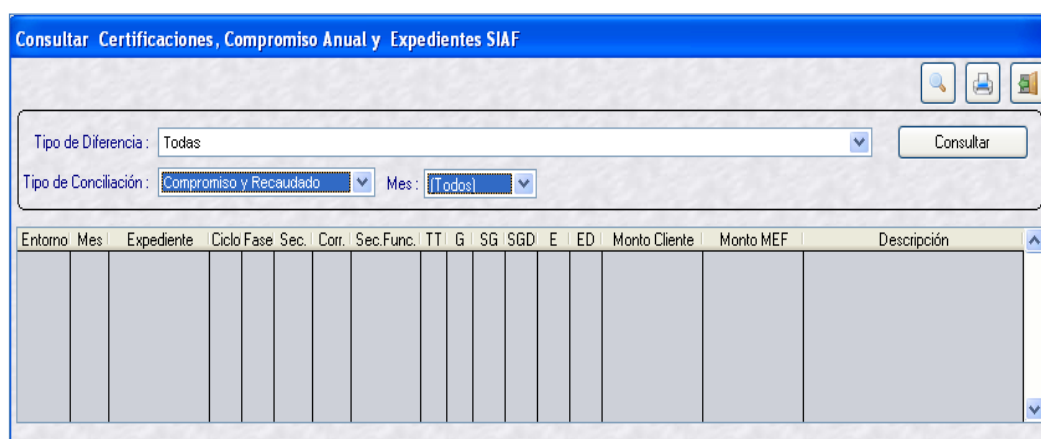 Consultar Certificaciones, Compromiso Anual y Expedientes SIAF
Tipo de Diferencia : Todas Consultar
Tipo de Conciliación : Compromiso y Recaudado Mes : (Todos)
Entorno Mes Expediente Ciclo Fase Sec. Corr. Sec.Func. TT G SG SGD E ED Monto Cliente Monto MEF Descripción